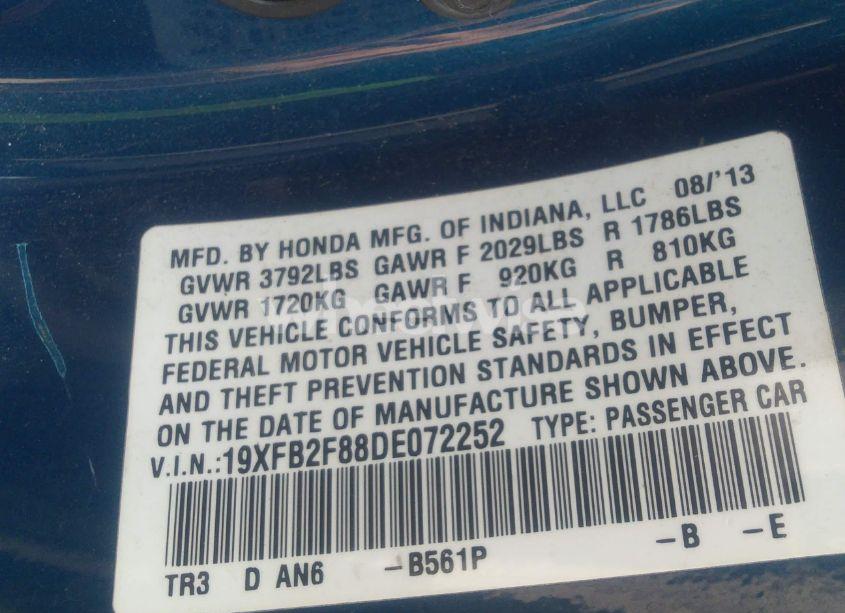 MFD. BY HONDA MFG. OF INDIANA, LLC 08/'13
GVWR 3792LBS GAWR F 2029LBS R 1786LBS
GVWR 1720KG GAWR F 920KG R 810KG
THIS VEHICLE CONFORMS TO ALL APPLICABLE
FEDERAL MOTOR VEHICLE SAFETY, BUMPER,
AND THEFT PREVENTION STANDARDS IN EFFECT
ON THE DATE OF MANUFACTURE SHOWN ABOVE.
V.I.N.:19XFB2F88DE072252 TYPE: PASSENGER CAR
TR3 D AN6 -B561P -B -E